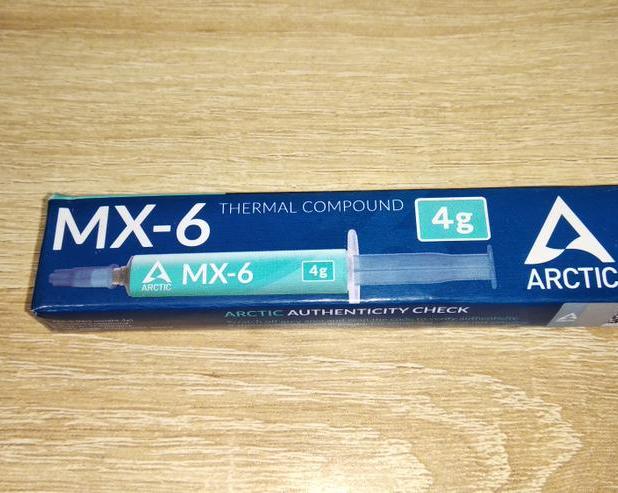 MX-6 THERMAL COMPOUND 4g
ARCTIC
ARCTIC MX-6 4g
ARCTIC AUTHENTICITY CHECK